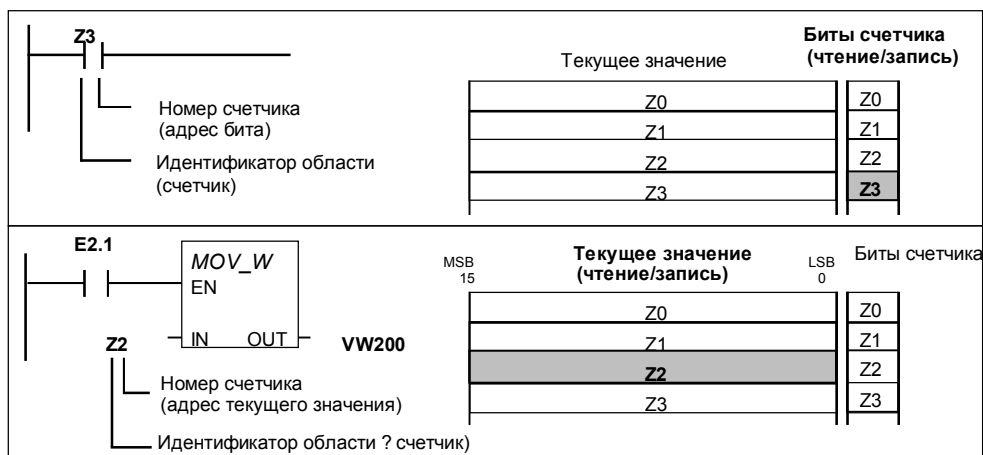 Z3
Номер счетчика
(адрес бита)
Идентификатор области
(счетчик)
Текущее значение
Биты счетчика
(чтение/запись)
Z0
Z0
Z1
Z1
Z2
Z2
Z3
Z3
E2.1
MOV_W
EN
IN OUT
Z2
VW200
Номер счетчика
(адрес текущего значения)
Идентификатор области ? счетчик)
MSB
15
Текущее значение
(чтение/запись)
LSB
0
Биты счетчика
Z0
Z0
Z1
Z1
Z2
Z2
Z3
Z3